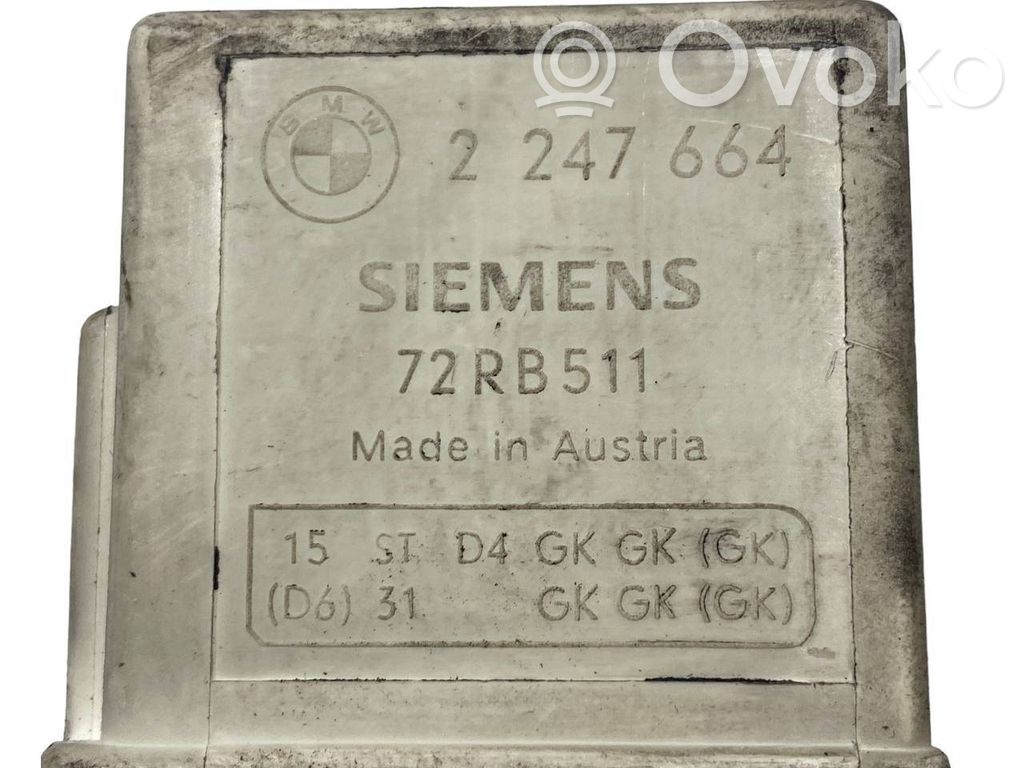 Ovoko
BMW 2 247 664
SIEMENS
72RB511
Made in Austria
15 ST D4 GK GK (GK)
(D6) 31 GK GK (GK)